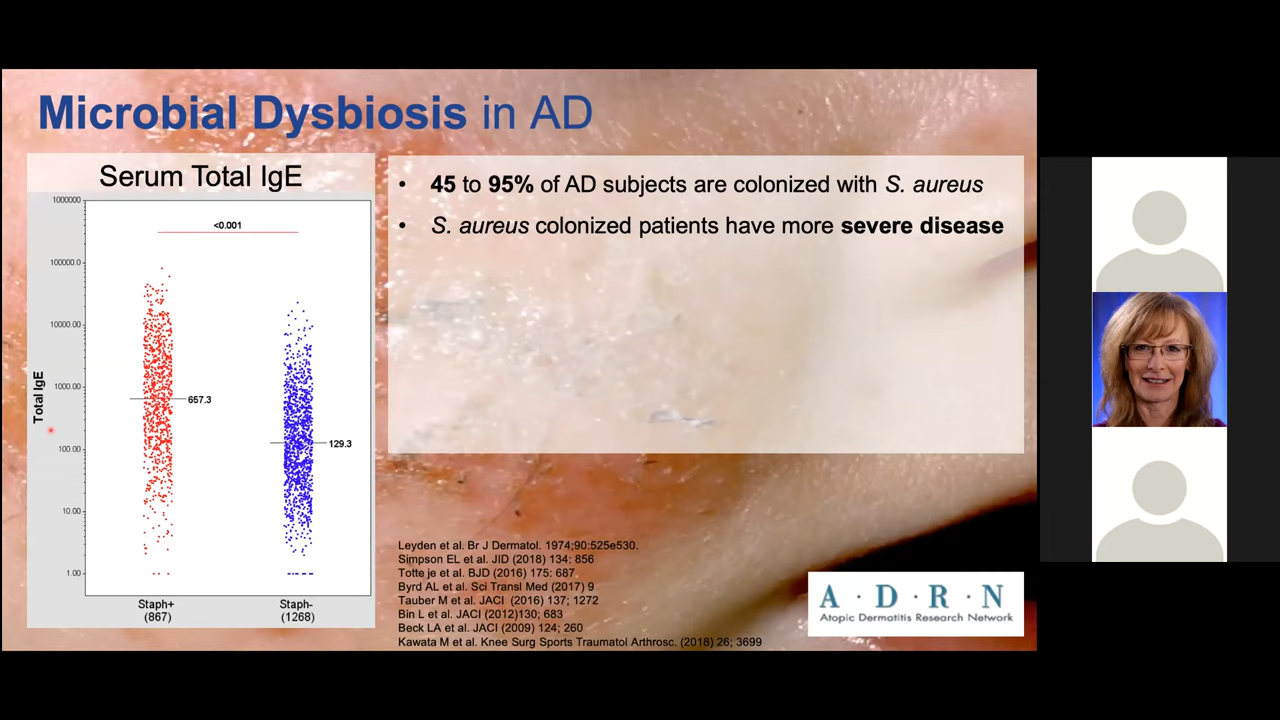 Microbial Dysbiosis in AD
Serum Total IgE
1000000
100000.0
10000.00
1000.00
100.00
10.00
1.00
Total IgE
<0.001
657.3
129.3
Staph+
(867)
Staph-
(1268)
• 45 to 95% of AD subjects are colonized with S. aureus
• S. aureus colonized patients have more severe disease
Leyden et al. Br J Dermatol. 1974;90:525e530.
Simpson EL et al. JID (2018) 134: 856
Totte je et al. BJD (2016) 175: 687.
Byrd AL et al. Sci Transl Med (2017) 9
Tauber M et al. JACI (2016) 137; 1272
Bin L et al. JACI (2012)130; 683
Beck LA et al. JACI (2009) 124; 260
Kawata M et al. Knee Surg Sports Traumatol Arthrosc. (2018) 26; 3699
A · D · R · N
Atopic Dermatitis Research Network